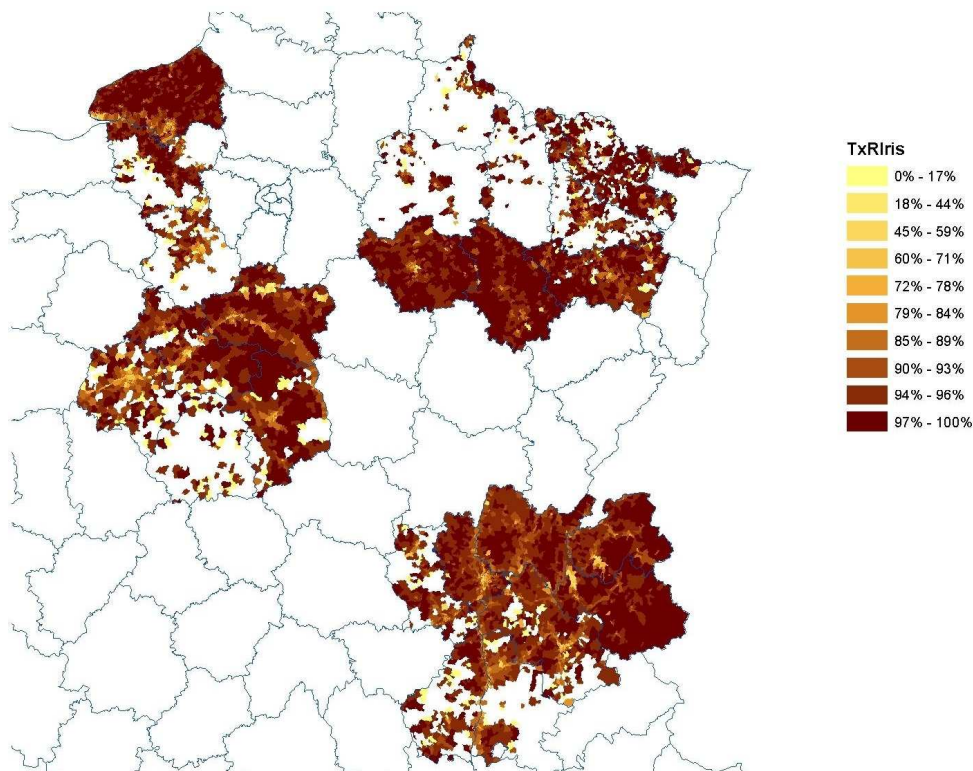 TxRIris
0% - 17%
18% - 44%
45% - 59%
60% - 71%
72% - 78%
79% - 84%
85% - 89%
90% - 93%
94% - 96%
97% - 100%